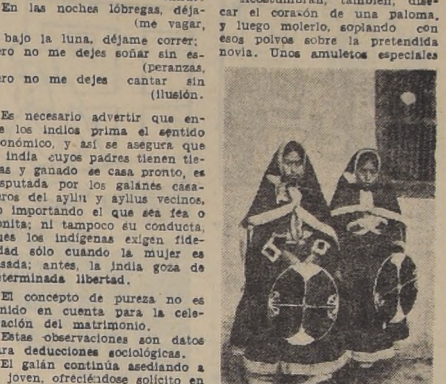 En las noches lóbregas, déja-
(me vagar,
bajo la luna, déjame correr;
ro no me dejes soñar sin es-
(peranzas,
ro no me dejes cantar sin
(ilusión.
Es necesario advertir que en-
los indios prima el sentido
onómico, y así se asegura que
india cuyos padres tienen tie-
as y ganado se casa pronto, es
sputada por los galanes casa-
ros del ayllu y ayllus vecinos,
importando el que sea fea o
nita; ni tampoco su conducta,
es los indígenas exigen fide-
dad sólo cuando la mujer es
sada; antes, la india goza de
terminada libertad.
El concepto de pureza no es
nido en cuenta para la cele-
ación del matrimonio.
Estas observaciones son datos
ra deducciones sociológicas.
El galán continúa asediando a
joven, ofreciéndose solícito en
acostumbran, también, dise-
car el corazón de una paloma,
y luego molerlo, soplando con
esos polvos sobre la pretendida
novia. Unos amuletos especiales